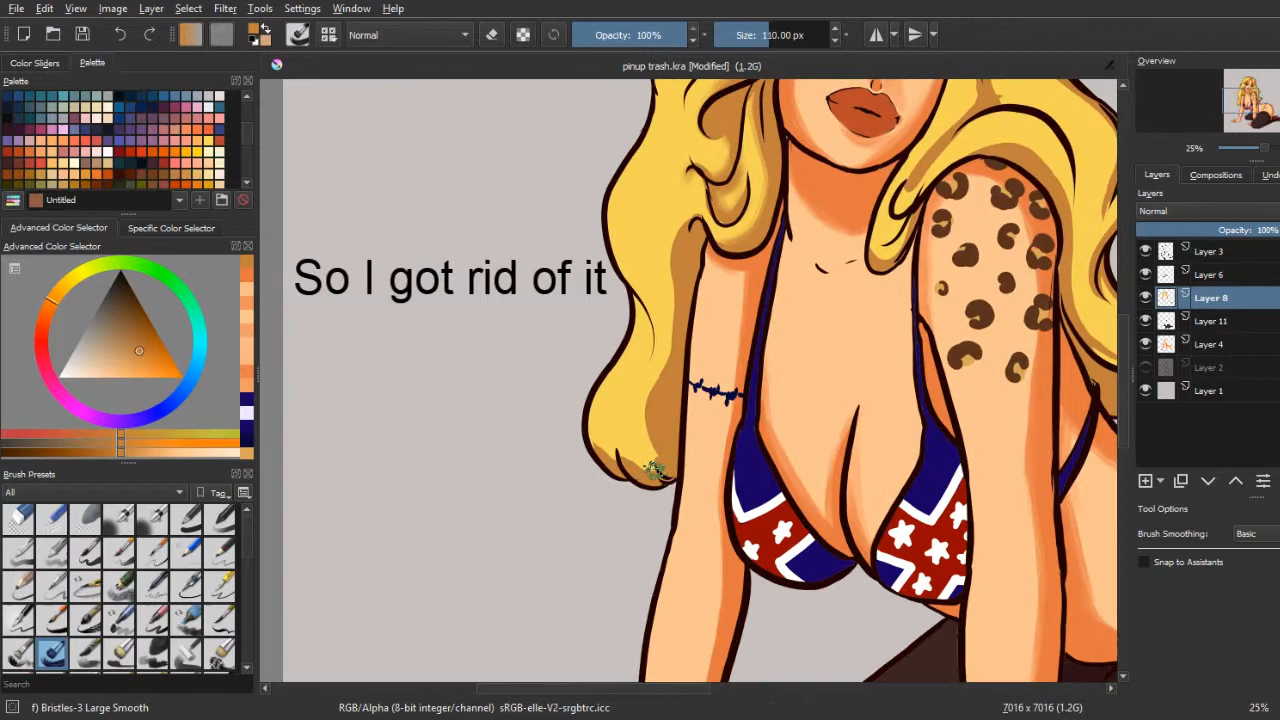 File Edit View Image Layer Select Filter Tools Settings Window Help
Normal
Opacity: 100%
Size: 110.00 px
Color Sliders Palette
pinup trash.kra [Modified] (1.2G)
Overview
Palette
25%
Untitled
Layers Compositions Undo
Layers
Advanced Color Selector Specific Color Selector
Normal
Opacity: 100%
Advanced Color Selector
So I got rid of it
Layer 3
Layer 6
Layer 8
Layer 11
Layer 4
Layer 2
Layer 1
Brush Presets
All
Tag
Tool Options
Brush Smoothing: Basic
Snap to Assistants
Search
f) Bristles-3 Large Smooth
RGB/Alpha (8-bit integer/channel) sRGB-elle-V2-srgbtrc.icc
7016 x 7016 (1.2G)
25%